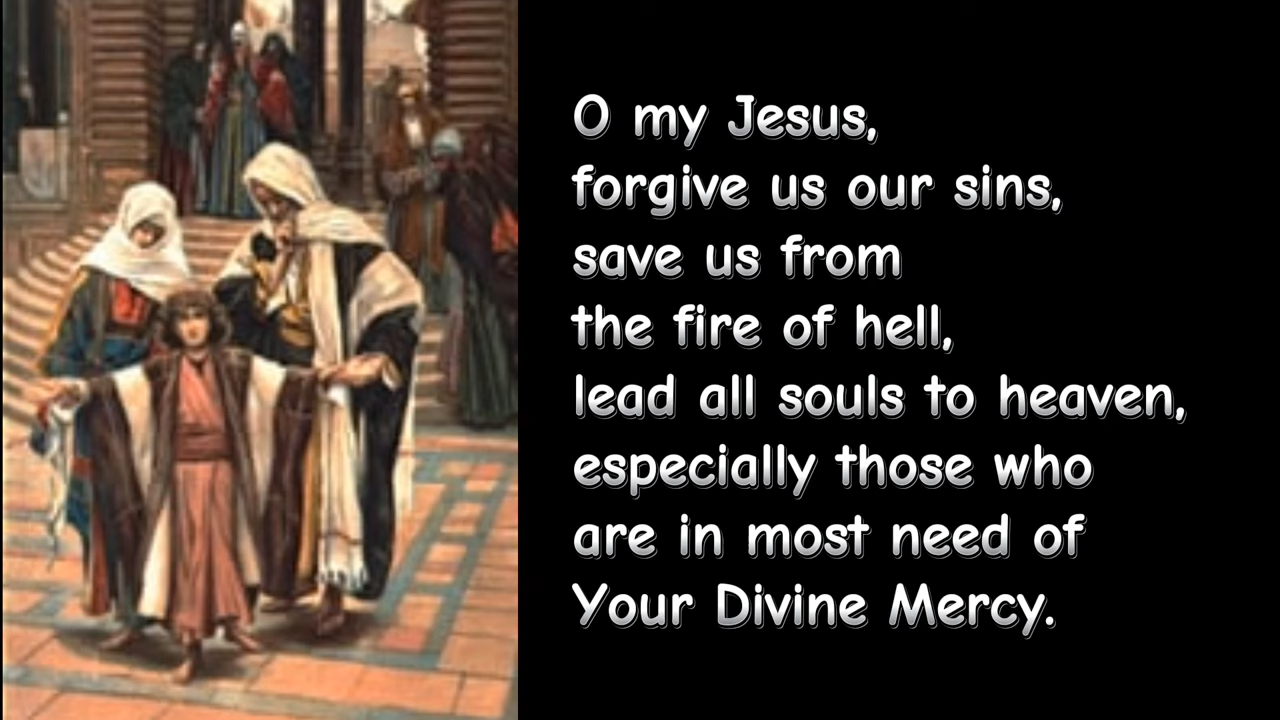 O my Jesus,
forgive us our sins,
save us from
the fire of hell,
lead all souls to heaven,
especially those who
are in most need of
Your Divine Mercy.